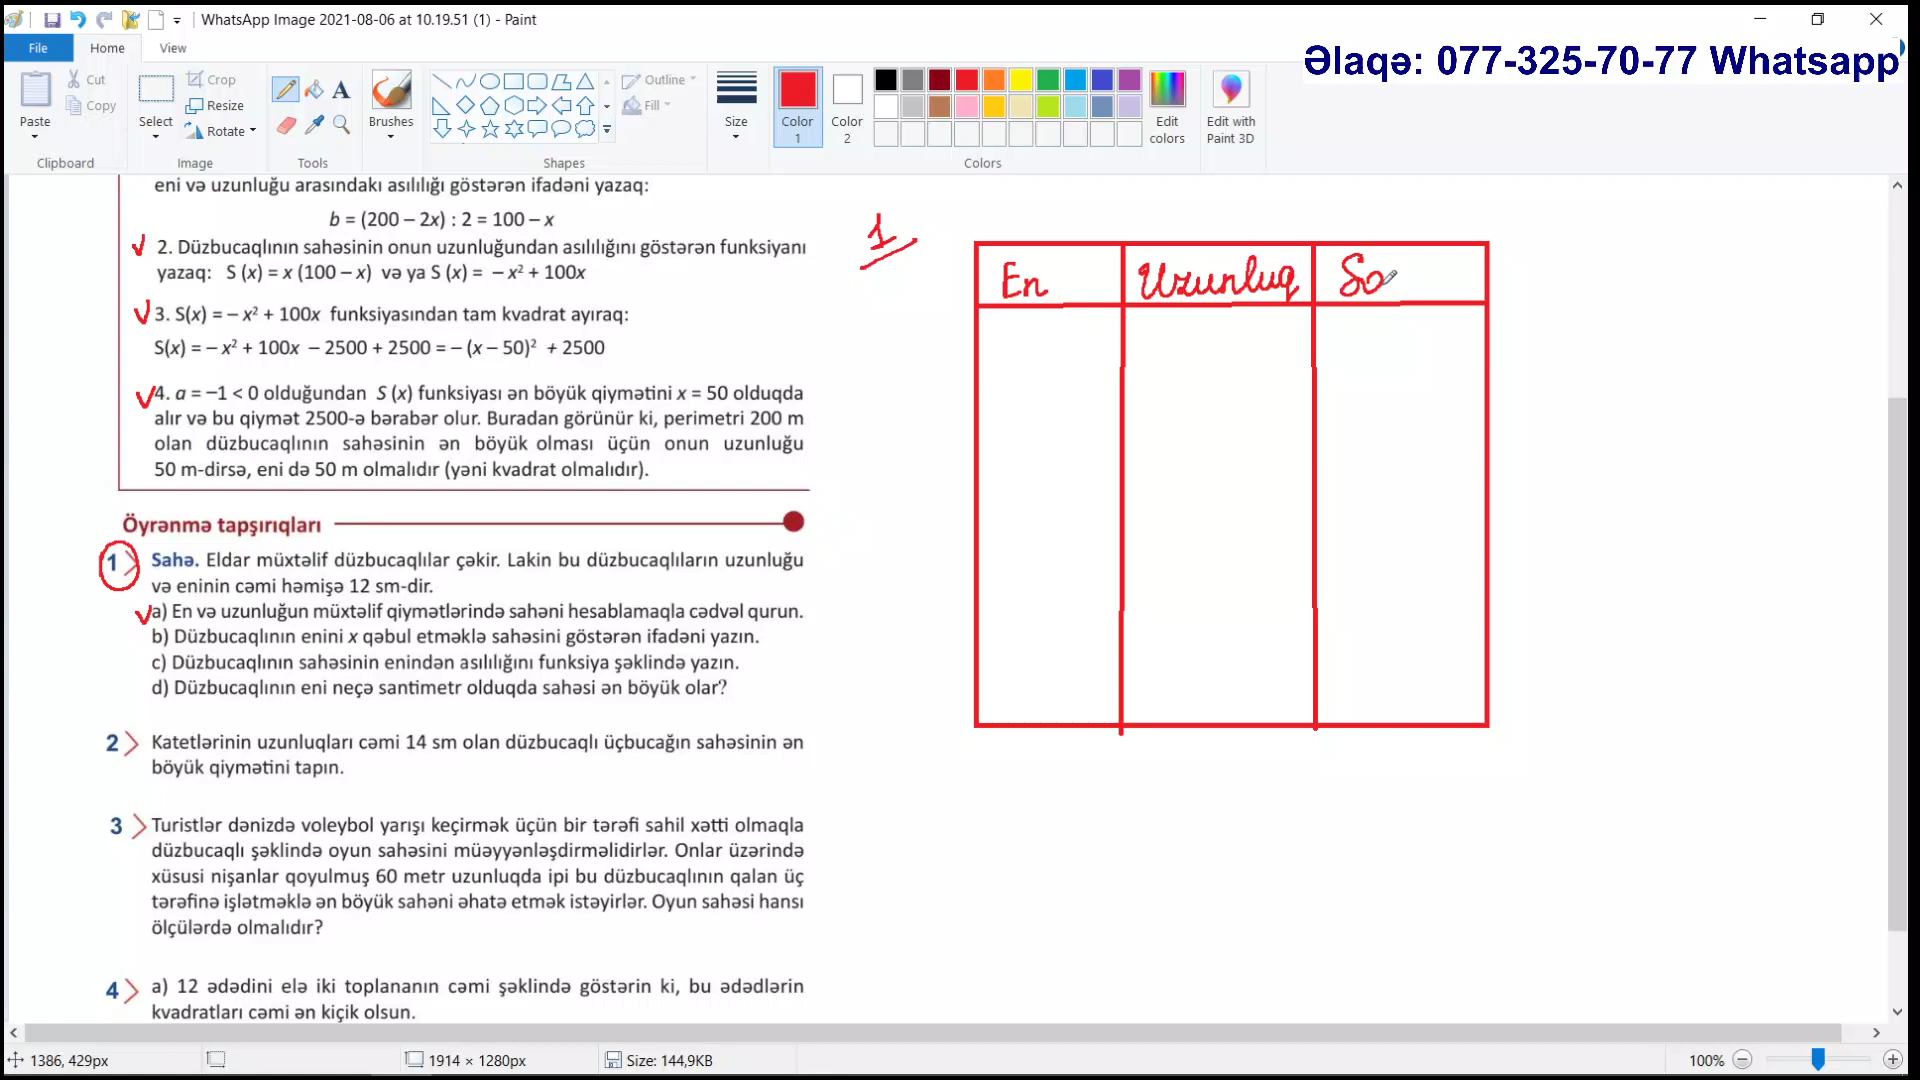 WhatsApp Image 2021-08-06 at 10.19.51 (1) - Paint
File Home View
Əlaqə: 077-325-70-77 Whatsapp
Paste
Cut
Copy
Clipboard
Select
Crop
Resize
Rotate
Image
Tools
Brushes
Outline
Fill
Shapes
Size
Color 1
Color 2
Edit colors
Colors
Edit with Paint 3D
eni və uzunluğu arasındakı asılılığı göstərən ifadəni yazaq:
b = (200 – 2x) : 2 = 100 – x
2. Düzbucaqlının sahəsinin onun uzunluğundan asılılığını göstərən funksiyanı
yazaq: S (x) = x (100 – x) və ya S (x) = – x² + 100x
3. S(x) = – x² + 100x funksiyasından tam kvadrat ayıraq:
S(x) = – x² + 100x – 2500 + 2500 = – (x – 50)² + 2500
4. a = –1 < 0 olduğundan S (x) funksiyası ən böyük qiymətini x = 50 olduqda
alır və bu qiymət 2500-ə bərabər olur. Buradan görünür ki, perimetri 200 m
olan düzbucaqlının sahəsinin ən böyük olması üçün onun uzunluğu
50 m-dirsə, eni də 50 m olmalıdır (yəni kvadrat olmalıdır).
Öyrənmə tapşırıqları
1 Sahə. Eldar müxtəlif düzbucaqlılar çəkir. Lakin bu düzbucaqlıların uzunluğu
və eninin cəmi həmişə 12 sm-dir.
a) En və uzunluğun müxtəlif qiymətlərində sahəni hesablamaqla cədvəl qurun.
b) Düzbucaqlının enini x qəbul etməklə sahəsini göstərən ifadəni yazın.
c) Düzbucaqlının sahəsinin enindən asılılığını funksiya şəklində yazın.
d) Düzbucaqlının eni neçə santimetr olduqda sahəsi ən böyük olar?
2 Katetlərinin uzunluqları cəmi 14 sm olan düzbucaqlı üçbucağın sahəsinin ən
böyük qiymətini tapın.
3 Turistlər dənizdə voleybol yarışı keçirmək üçün bir tərəfi sahil xətti olmaqla
düzbucaqlı şəklində oyun sahəsini müəyyənləşdirməlidirlər. Onlar üzərində
xüsusi nişanlar qoyulmuş 60 metr uzunluqda ipi bu düzbucaqlının qalan üç
tərəfinə işlətməklə ən böyük sahəni əhatə etmək istəyirlər. Oyun sahəsi hansı
ölçülərdə olmalıdır?
4 a) 12 ədədini elə iki toplananın cəmi şəklində göstərin ki, bu ədədlərin
kvadratları cəmi ən kiçik olsun.
1
En Uzunluq Sa
1386, 429px
1914 × 1280px
Size: 144,9KB
100%